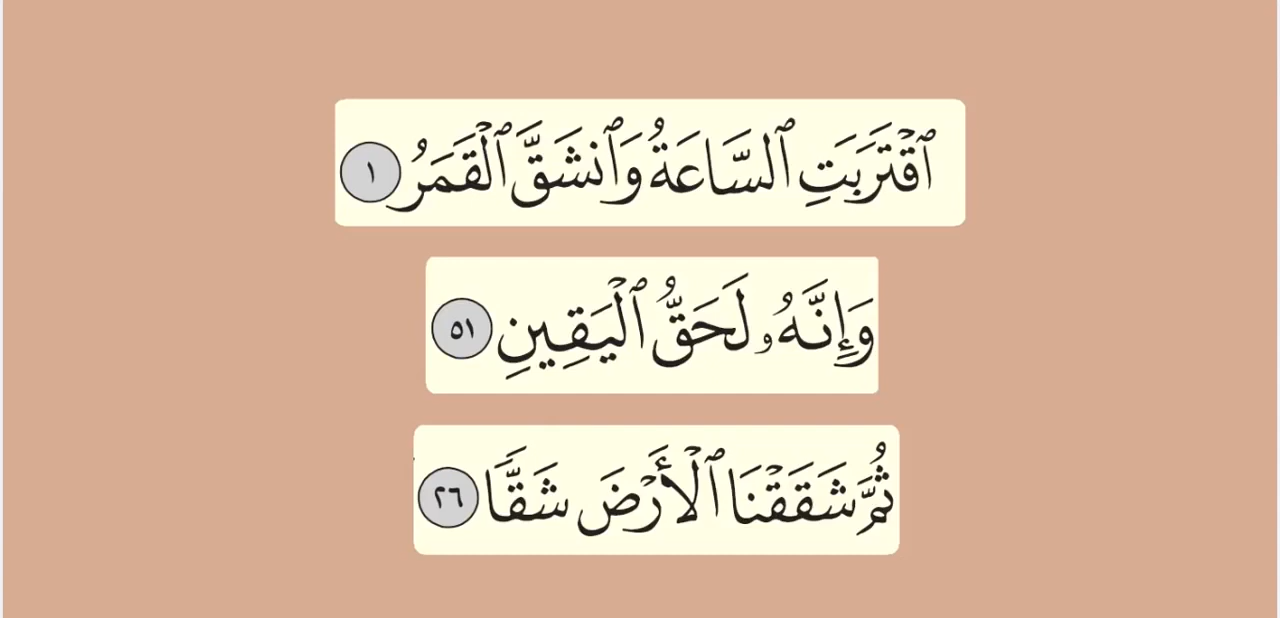 ٱقۡتَرَبَتِ ٱلسَّاعَةُ وَٱنشَقَّ ٱلۡقَمَرُ ١
وَإِنَّهُۥ لَحَقُّ ٱلۡيَقِينِ ٥١
ثُمَّ شَقَقۡنَا ٱلۡأَرۡضَ شَقّٗا ٢٦